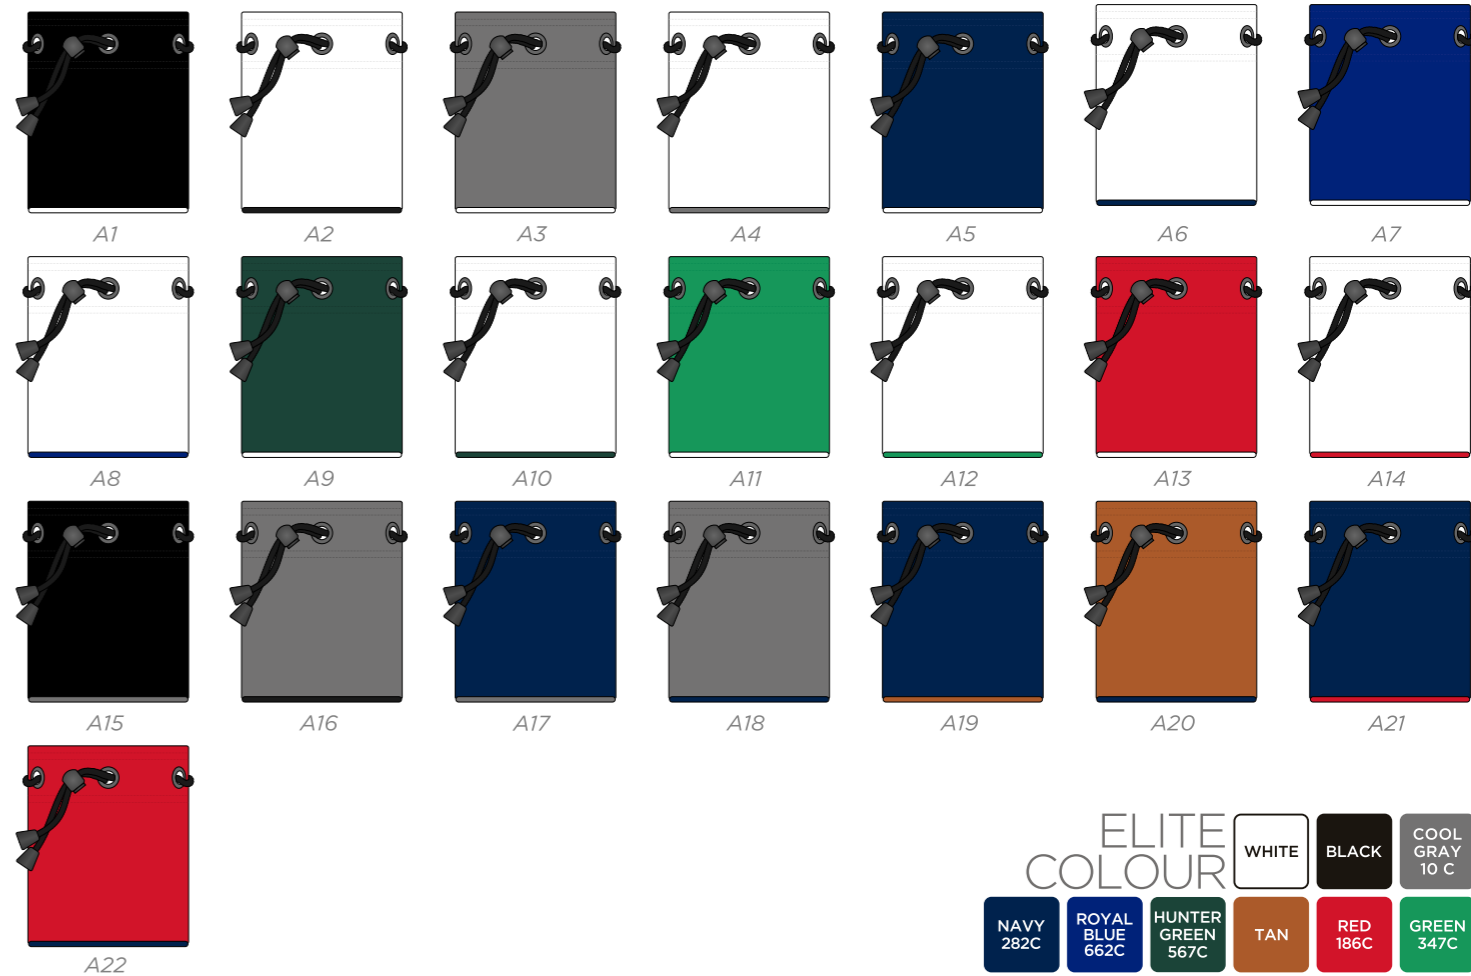 A1
A2
A3
A4
A5
A6
A7
A8
A9
A10
A11
A12
A13
A14
A15
A16
A17
A18
A19
A20
A21
A22
ELITE
COLOUR
WHITE
BLACK
COOL
GRAY
10 C
NAVY
282C
ROYAL
BLUE
662C
HUNTER
GREEN
567C
TAN
RED
186C
GREEN
347C